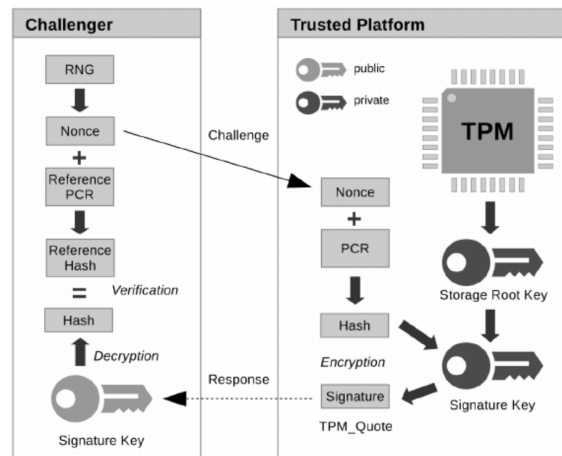 Challenger
RNG
Nonce
+
Reference
PCR
Reference
Hash
=
Verification
Hash
Decryption
Signature Key
Challenge
Response
Trusted Platform
public
private
TPM
Nonce
+
PCR
Hash
Encryption
Signature
TPM_Quote
Storage Root Key
Signature Key